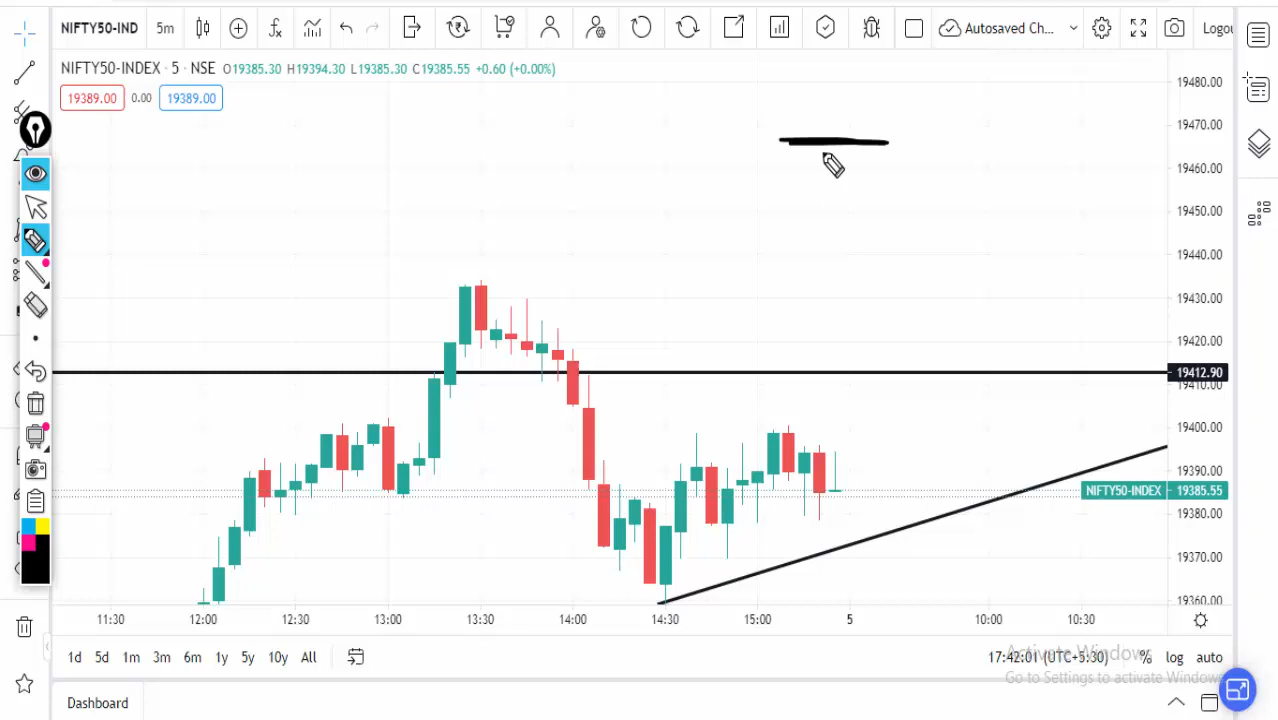 NIFTY50-IND 5m Autosaved Ch... Logou
NIFTY50-INDEX · 5 · NSE O19385.30 H19394.30 L19385.30 C19385.55 +0.60 (+0.00%)
19389.00 0.00 19389.00
19480.00
19470.00
19460.00
19450.00
19440.00
19430.00
19420.00
19412.90
19410.00
19400.00
19390.00
NIFTY50-INDEX 19385.55
19380.00
19370.00
19360.00
11:30 12:00 12:30 13:00 13:30 14:00 14:30 15:00 5 10:00 10:30
1d 5d 1m 3m 6m 1y 5y 10y All 17:42:01 (UTC+5:30) % log auto
Activate Windows
Go to Settings to activate Windows
Dashboard